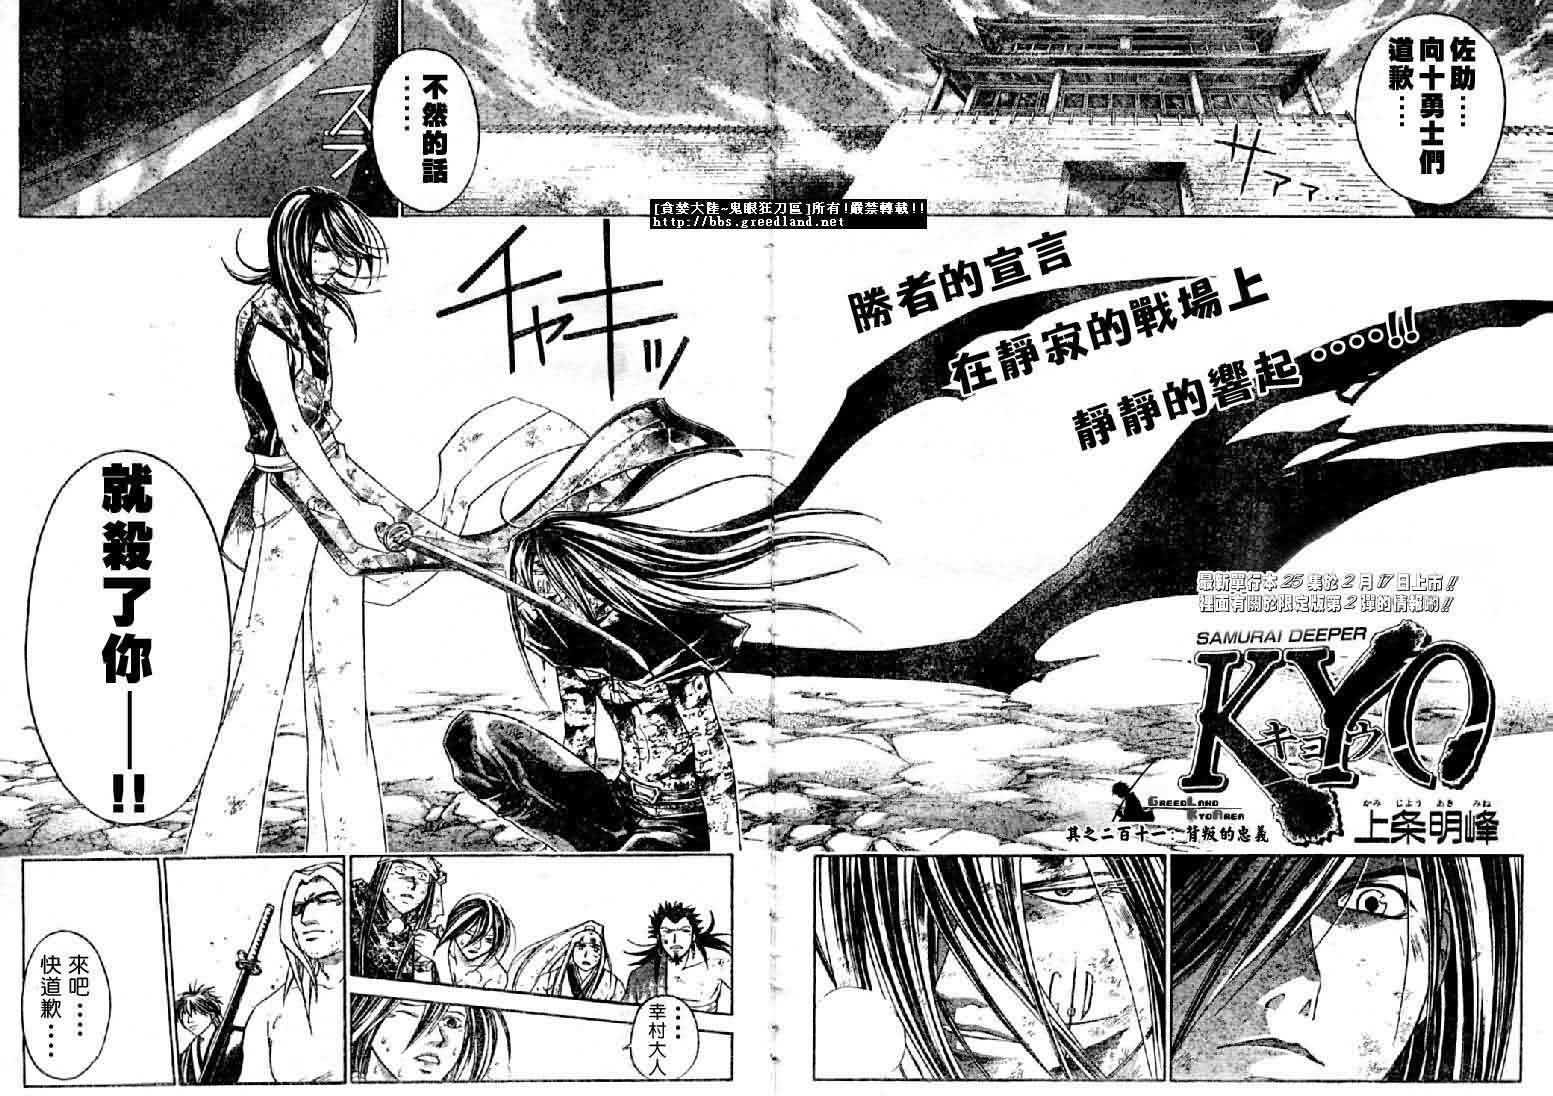 佐助‥‥
向十勇士們
道歉‥‥
ザァァ‥
不然的話
‥‥‥
スラ
[貪婪大陸~鬼眼狂刀區]所有!嚴禁轉載!!
http://bbs.greedland.net
勝者的宣言
在靜寂的戰場上
靜靜的響起‥‥!!
チャキッ
就殺了你——!!
最新單行本25集於2月17日上市!!
裡面有關於限定版第2彈的情報喲!!
SAMURAI DEEPER
KYO
キョウ
GreedLand
KyoArea
其之二百十一：背叛的忠義
かみじょうあきみね
上条明峰
‥‥
幸村大人
來吧‥‥
快道歉‥‥